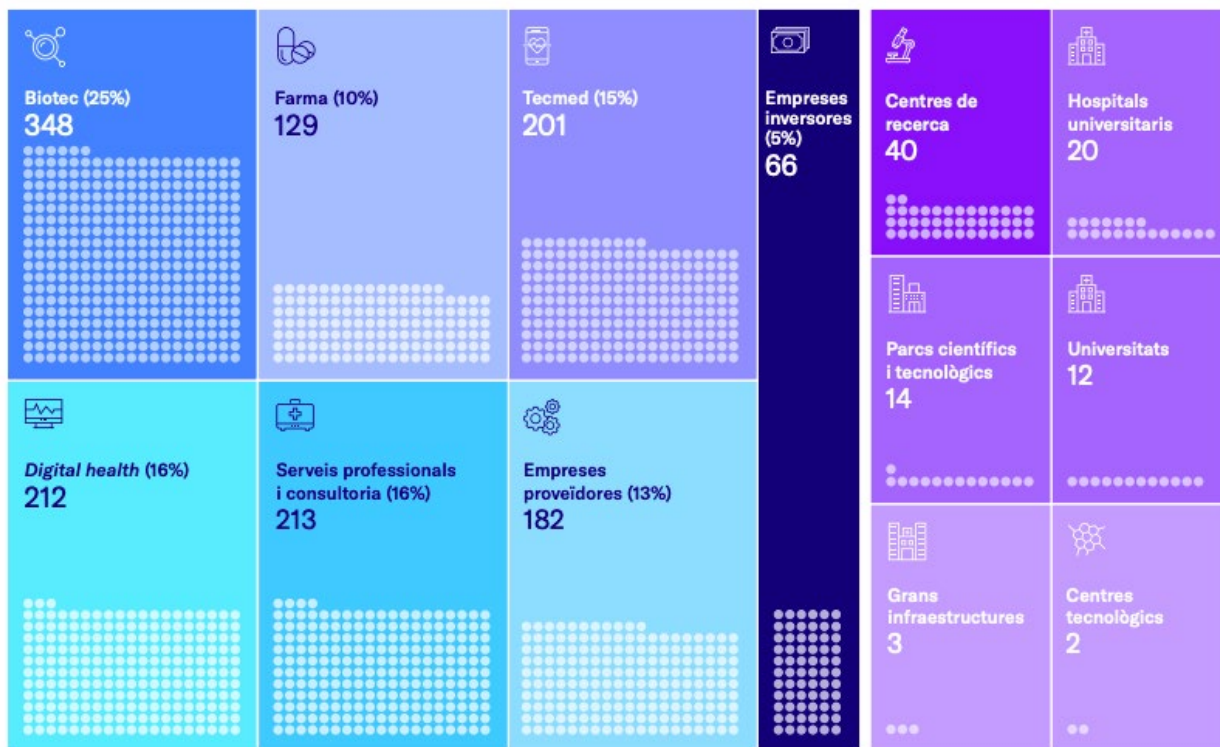 Biotec (25%)
348
Farma (10%)
129
Tecmed (15%)
201
Empreses
inversores
(5%)
66
Centres de
recerca
40
Hospitals
universitaris
20
Parcs científics
i tecnològics
14
Universitats
12
Digital health (16%)
212
Serveis professionals
i consultoria (16%)
213
Empreses
proveïdores (13%)
182
Grans
infraestructures
3
Centres
tecnològics
2